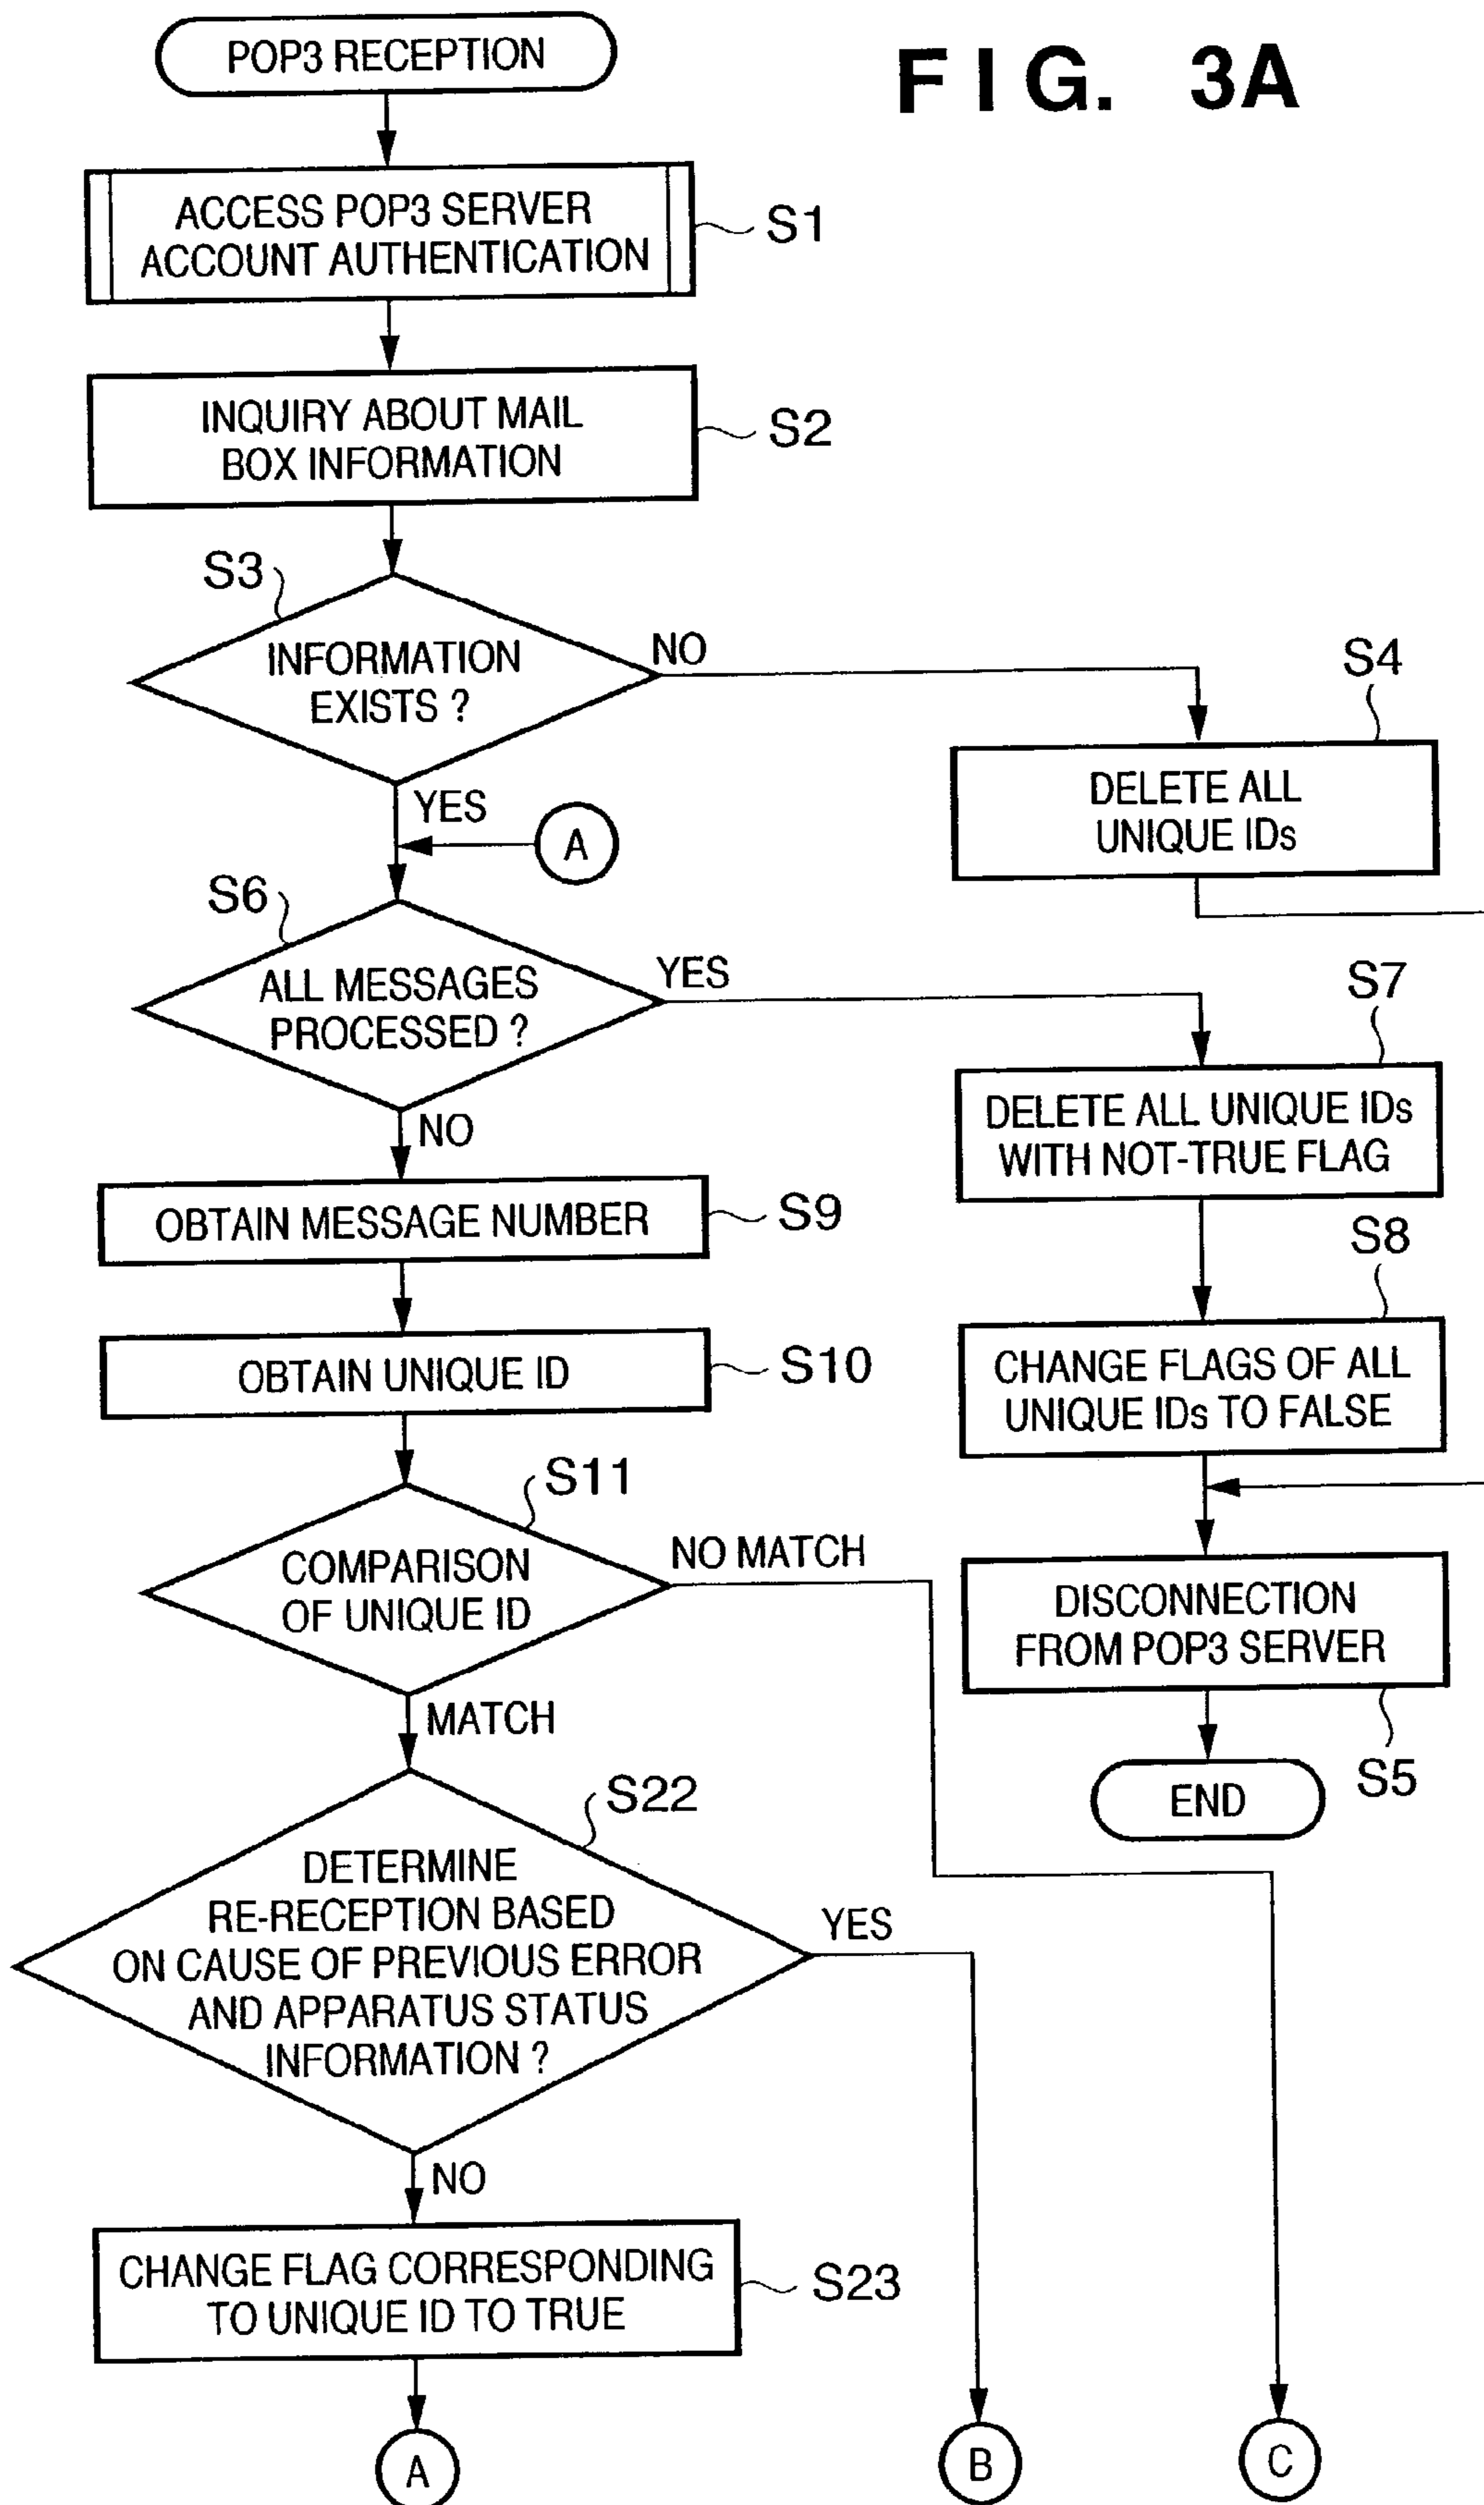 FIG. 3A
POP3 RECEPTION
ACCESS POP3 SERVER
ACCOUNT AUTHENTICATION
S1
INQUIRY ABOUT MAIL
BOX INFORMATION
S2
S3
INFORMATION
EXISTS ?
NO
YES
A
S4
DELETE ALL
UNIQUE IDs
S6
ALL MESSAGES
PROCESSED ?
YES
NO
S7
DELETE ALL UNIQUE IDs
WITH NOT-TRUE FLAG
OBTAIN MESSAGE NUMBER
S9
S8
CHANGE FLAGS OF ALL
UNIQUE IDs TO FALSE
OBTAIN UNIQUE ID
S10
S11
COMPARISON
OF UNIQUE ID
NO MATCH
MATCH
DISCONNECTION
FROM POP3 SERVER
S5
END
S22
DETERMINE
RE-RECEPTION BASED
ON CAUSE OF PREVIOUS ERROR
AND APPARATUS STATUS
INFORMATION ?
YES
NO
CHANGE FLAG CORRESPONDING
TO UNIQUE ID TO TRUE
S23
A
B
C